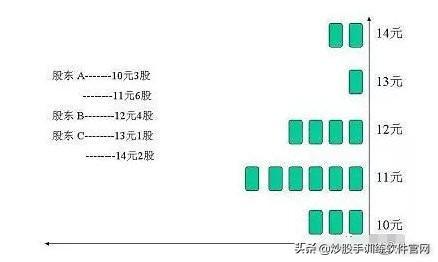 14元
13元
股东 A-------10元3股
--------11元6股
股东 B-------12元4股
股东 C-------13元1股
--------14元2股
12元
11元
10元
头条 @炒股手训练软件官网